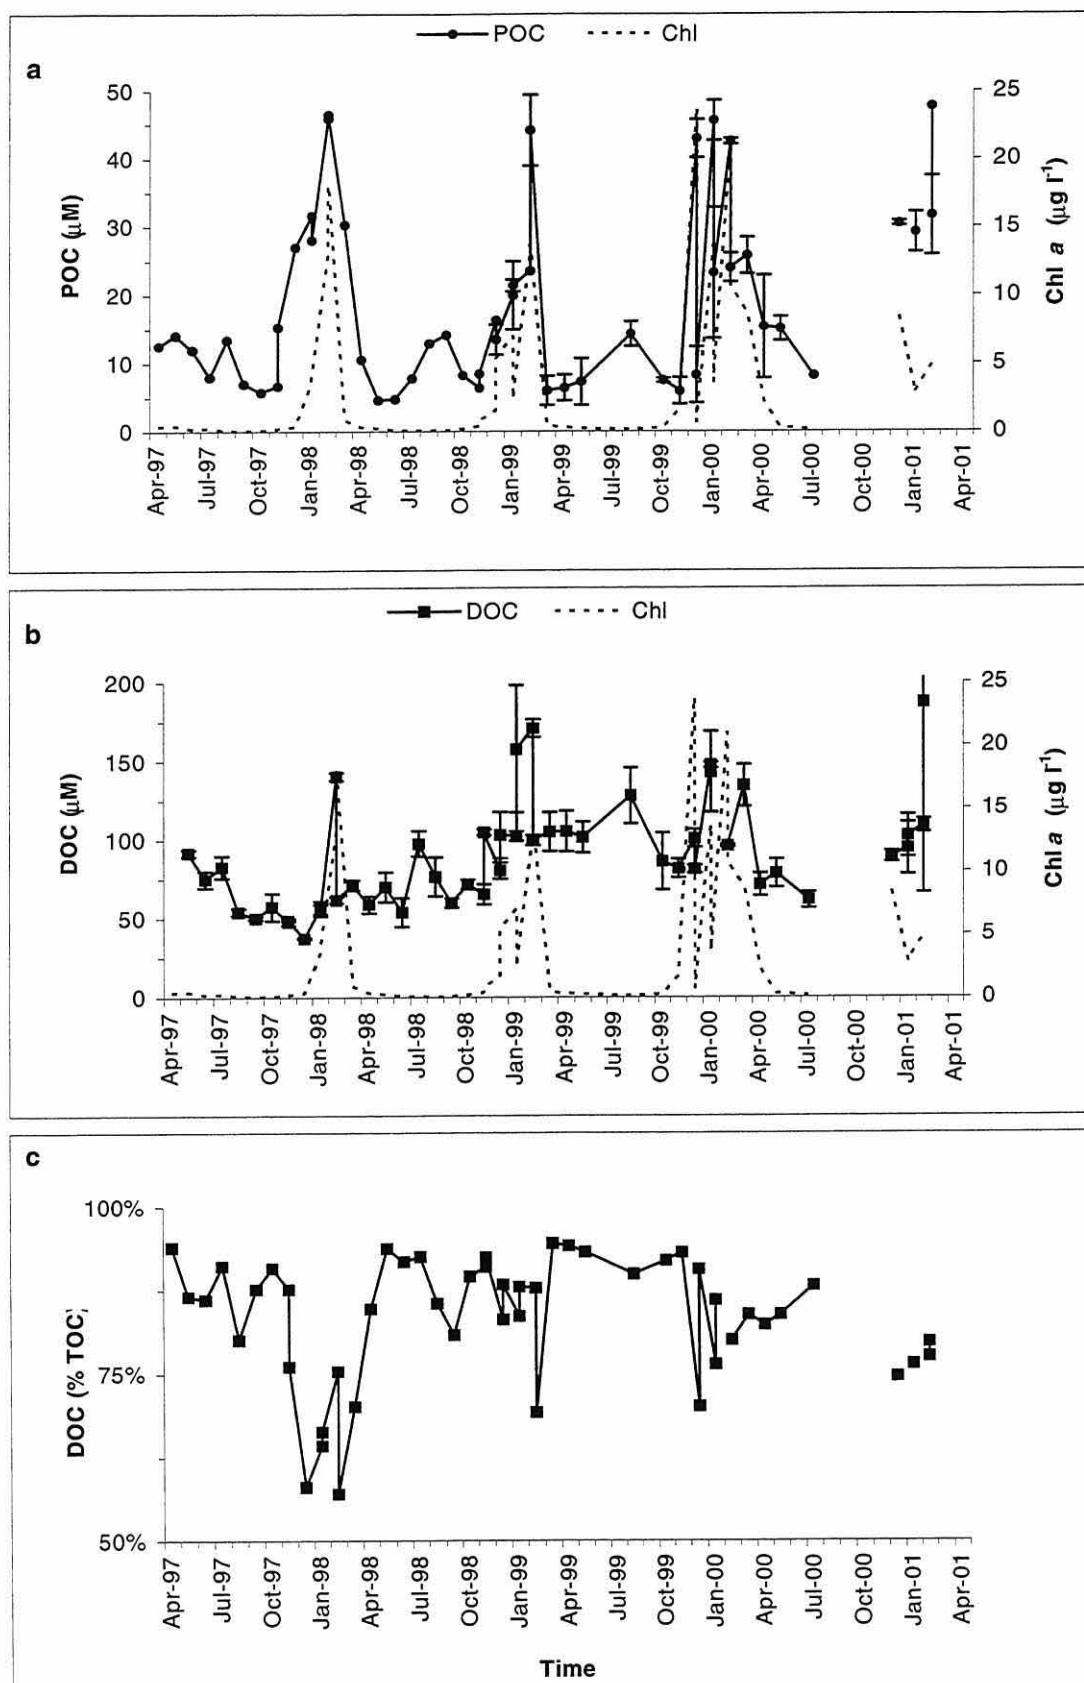 POC Chl
a
50
40
30
20
10
0
POC (µM)
25
20
15
10
5
0
Chl a (µg l-1)
Apr-97 Jul-97 Oct-97 Jan-98 Apr-98 Jul-98 Oct-98 Jan-99 Apr-99 Jul-99 Oct-99 Jan-00 Apr-00 Jul-00 Oct-00 Jan-01 Apr-01
DOC Chl
b
200
150
100
50
0
DOC (µM)
25
20
15
10
5
0
Chl a (µg l-1)
Apr-97 Jul-97 Oct-97 Jan-98 Apr-98 Jul-98 Oct-98 Jan-99 Apr-99 Jul-99 Oct-99 Jan-00 Apr-00 Jul-00 Oct-00 Jan-01 Apr-01
c
100%
75%
50%
DOC (% TOC)
Apr-97 Jul-97 Oct-97 Jan-98 Apr-98 Jul-98 Oct-98 Jan-99 Apr-99 Jul-99 Oct-99 Jan-00 Apr-00 Jul-00 Oct-00 Jan-01 Apr-01
Time